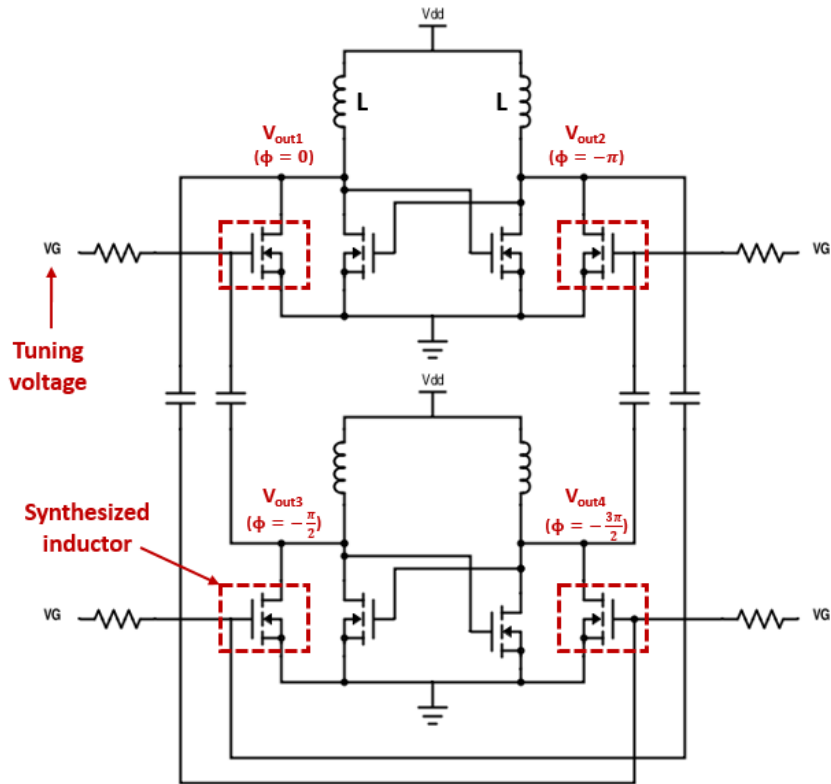 Vdd
L L
Vout1
(ϕ = 0)
Vout2
(ϕ = −π)
VG
VG
Tuning
voltage
Vdd
Vout3
(ϕ = −π/2)
Vout4
(ϕ = −3π/2)
Synthesized
inductor
VG
VG